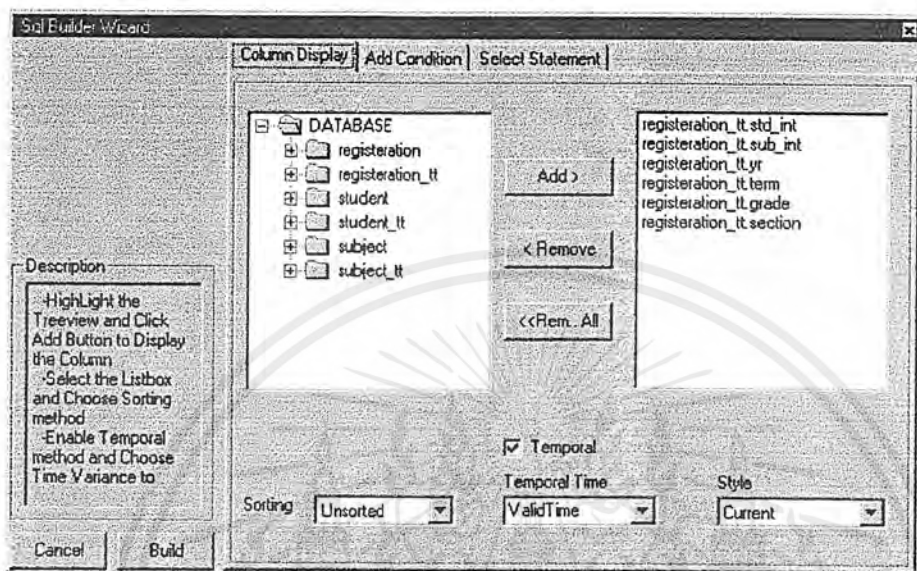 Sql Builder Wizard
Column Display
Add Condition
Select Statement
DATABASE
registeration
registeration_tt
student
student_tt
subject
subject_tt
Add >
< Remove
<<Rem.. All
registeration_tt.std_int
registeration_tt.sub_int
registeration_tt.yr
registeration_tt.term
registeration_tt.grade
registeration_tt.section
Description
-HighLight the
Treeview and Click
Add Button to Display
the Column
-Select the Listbox
and Choose Sorting
method
-Enable Temporal
method and Choose
Time Variance to
Temporal
Sorting
Unsorted
Temporal Time
ValidTime
Style
Current
Cancel
Build